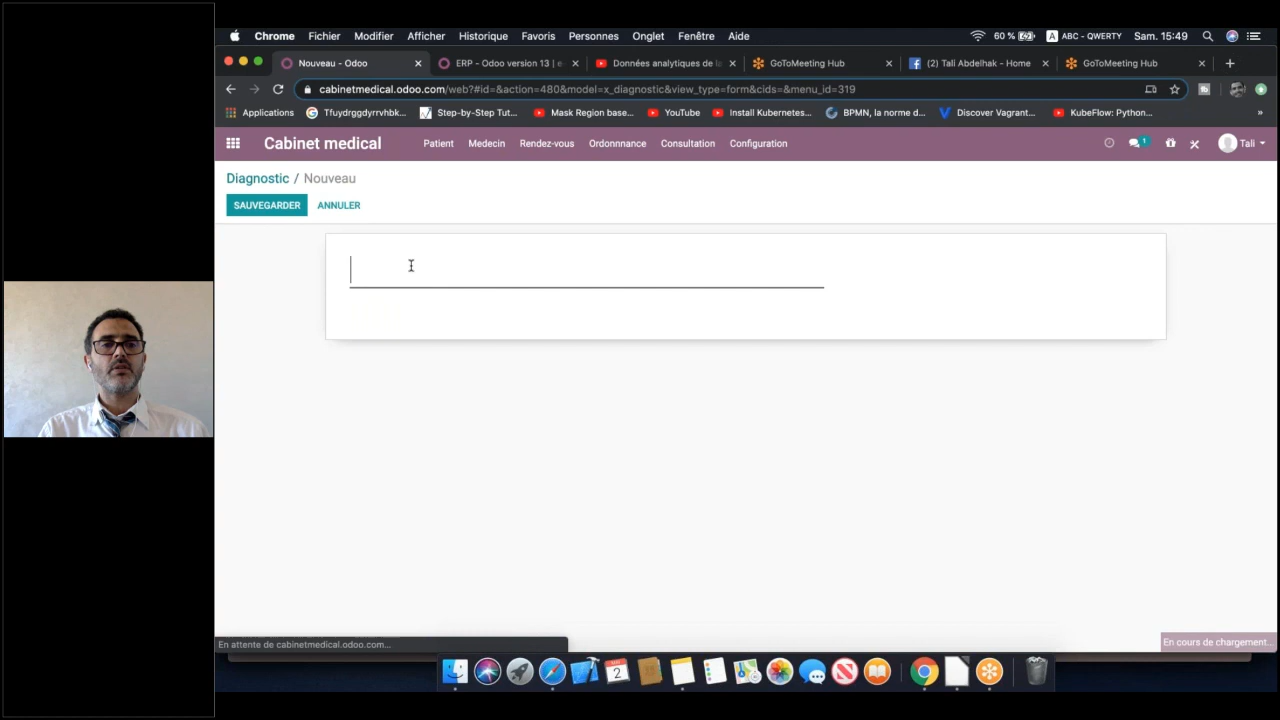 Chrome Fichier Modifier Afficher Historique Favoris Personnes Onglet Fenêtre Aide 60 % A ABC - QWERTY Sam. 15:49
Nouveau - Odoo ERP - Odoo version 13 | e Données analytiques de la GoToMeeting Hub (2) Tali Abdelhak - Home GoToMeeting Hub
cabinetmedical.odoo.com/web?#id=&action=480&model=x_diagnostic&view_type=form&cids=&menu_id=319
Applications Tfuydrggdyrrvhbk... Step-by-Step Tut... Mask Region base... YouTube Install Kubernetes... BPMN, la norme d... Discover Vagrant... KubeFlow: Python... »
Cabinet medical Patient Medecin Rendez-vous Ordonnnance Consultation Configuration 1 Tali
Diagnostic / Nouveau
SAUVEGARDER ANNULER
En attente de cabinetmedical.odoo.com...
En cours de chargement...
2